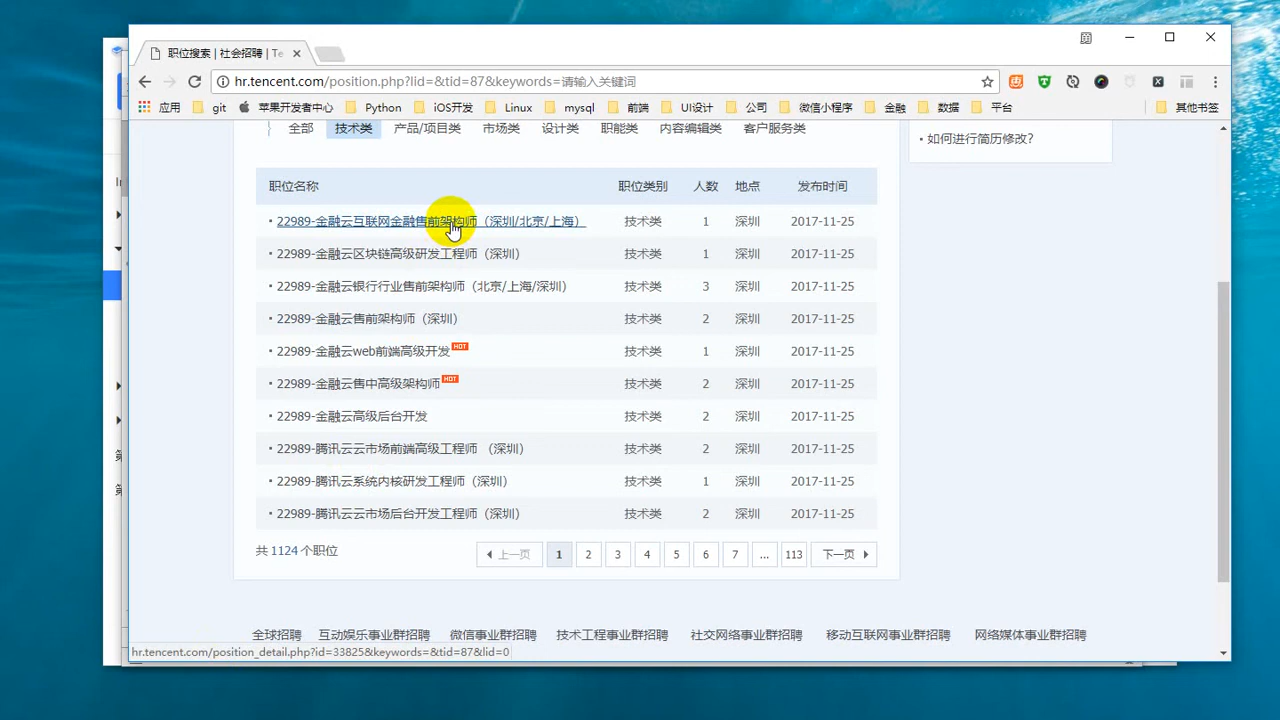 职位搜索 | 社会招聘 | Te
hr.tencent.com/position.php?lid=&tid=87&keywords=请输入关键词
应用 git 苹果开发者中心 Python iOS开发 Linux mysql 前端 UI设计 公司 微信小程序 金融 数据 平台 其他书签
全部 技术类 产品/项目类 市场类 设计类 职能类 内容编辑类 客户服务类
• 如何进行简历修改?
职位名称 职位类别 人数 地点 发布时间
• 22989-金融云互联网金融售前架构师（深圳/北京/上海） 技术类 1 深圳 2017-11-25
• 22989-金融云区块链高级研发工程师（深圳） 技术类 1 深圳 2017-11-25
• 22989-金融云银行行业售前架构师（北京/上海/深圳） 技术类 3 深圳 2017-11-25
• 22989-金融云售前架构师（深圳） 技术类 2 深圳 2017-11-25
• 22989-金融云web前端高级开发 HOT 技术类 1 深圳 2017-11-25
• 22989-金融云售中高级架构师 HOT 技术类 2 深圳 2017-11-25
• 22989-金融云高级后台开发 技术类 2 深圳 2017-11-25
• 22989-腾讯云云市场前端高级工程师 （深圳） 技术类 2 深圳 2017-11-25
• 22989-腾讯云系统内核研发工程师（深圳） 技术类 1 深圳 2017-11-25
• 22989-腾讯云云市场后台开发工程师（深圳） 技术类 2 深圳 2017-11-25
共 1124 个职位 上一页 1 2 3 4 5 6 7 ... 113 下一页
全球招聘 互动娱乐事业群招聘 微信事业群招聘 技术工程事业群招聘 社交网络事业群招聘 移动互联网事业群招聘 网络媒体事业群招聘
hr.tencent.com/position_detail.php?id=33825&keywords=&tid=87&lid=0